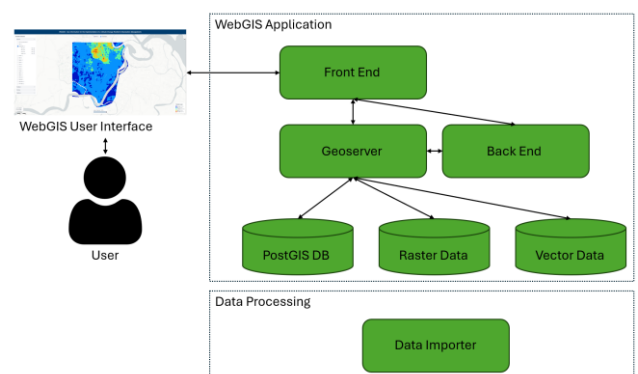 WebGIS Application
Front End
WebGIS User Interface
Geoserver
Back End
User
PostGIS DB
Raster Data
Vector Data
Data Processing
Data Importer